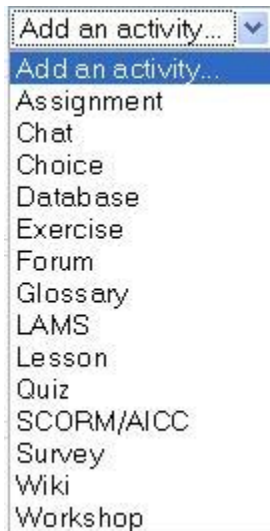 Add an activity...
Add an activity...
Assignment
Chat
Choice
Database
Exercise
Forum
Glossary
LAMS
Lesson
Quiz
SCORM/AICC
Survey
Wiki
Workshop